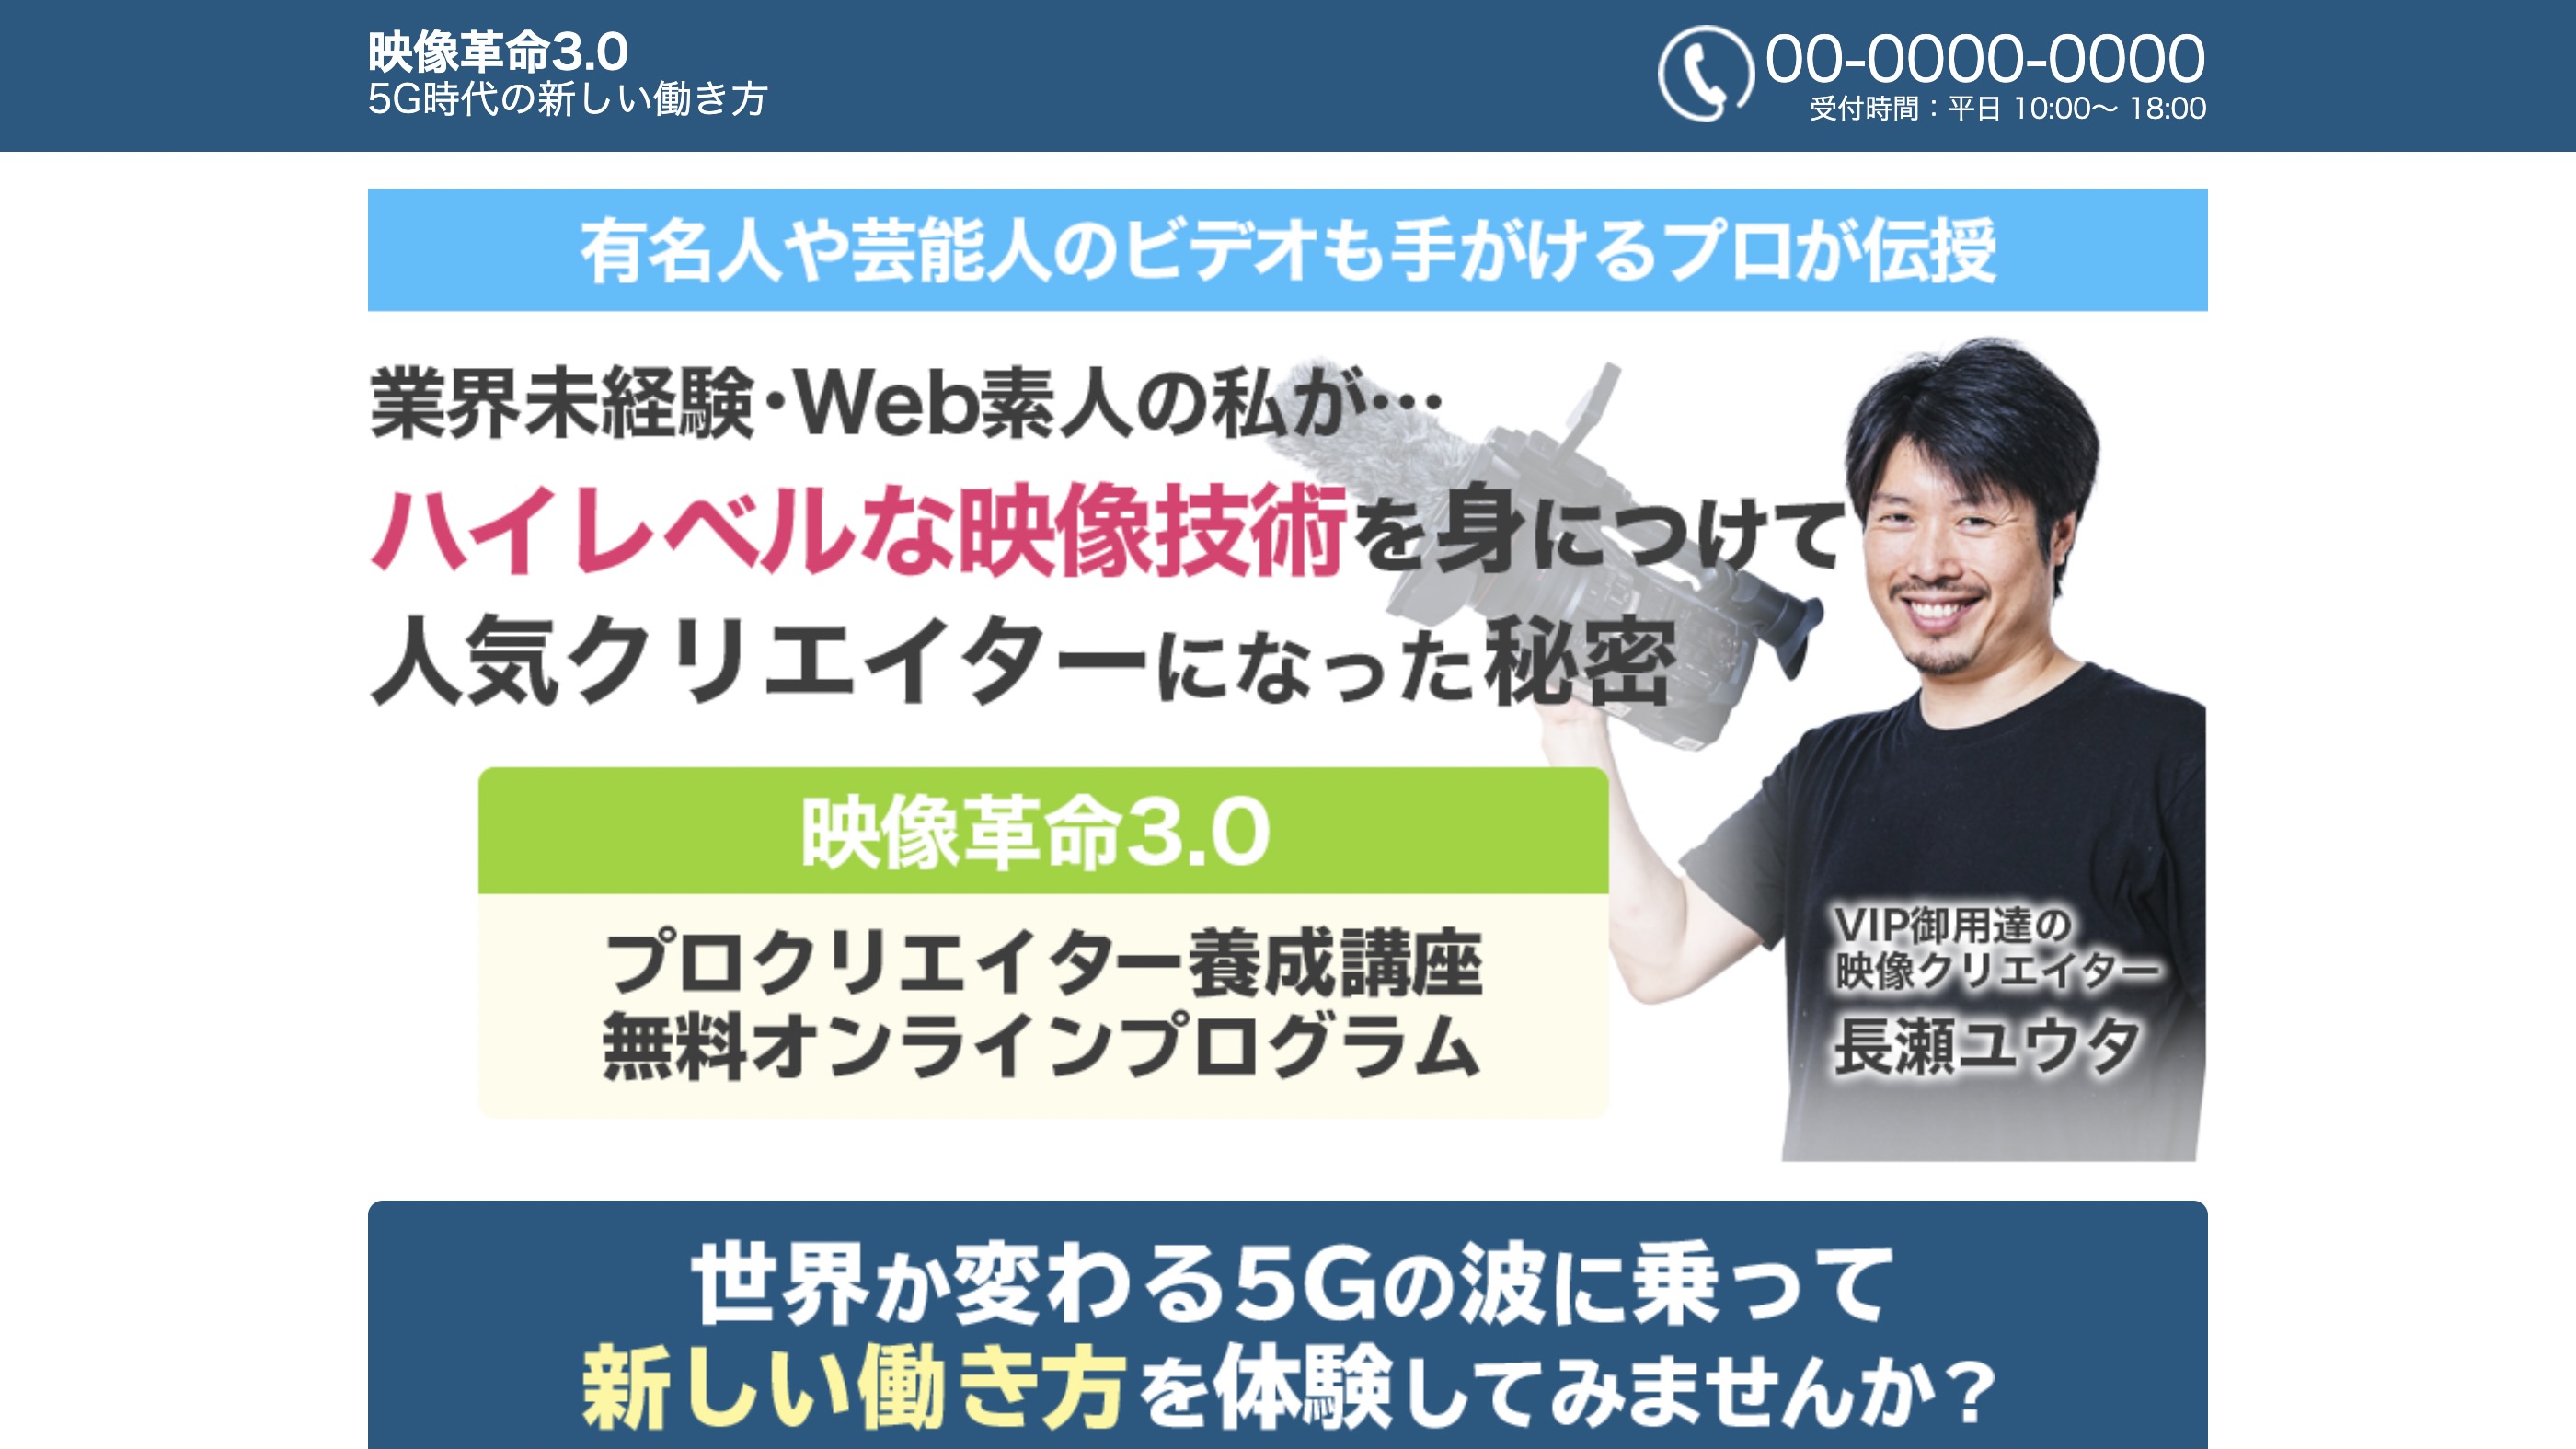 映像革命3.0
5G時代の新しい働き方
00-0000-0000
受付時間：平日 10:00〜 18:00
有名人や芸能人のビデオも手がけるプロが伝授
業界未経験・Web素人の私が…
ハイレベルな映像技術を身につけて
人気クリエイターになった秘密
映像革命3.0
プロクリエイター養成講座
無料オンラインプログラム
VIP御用達の
映像クリエイター
長瀬ユウタ
世界か変わる5Gの波に乗って
新しい働き方を体験してみませんか？